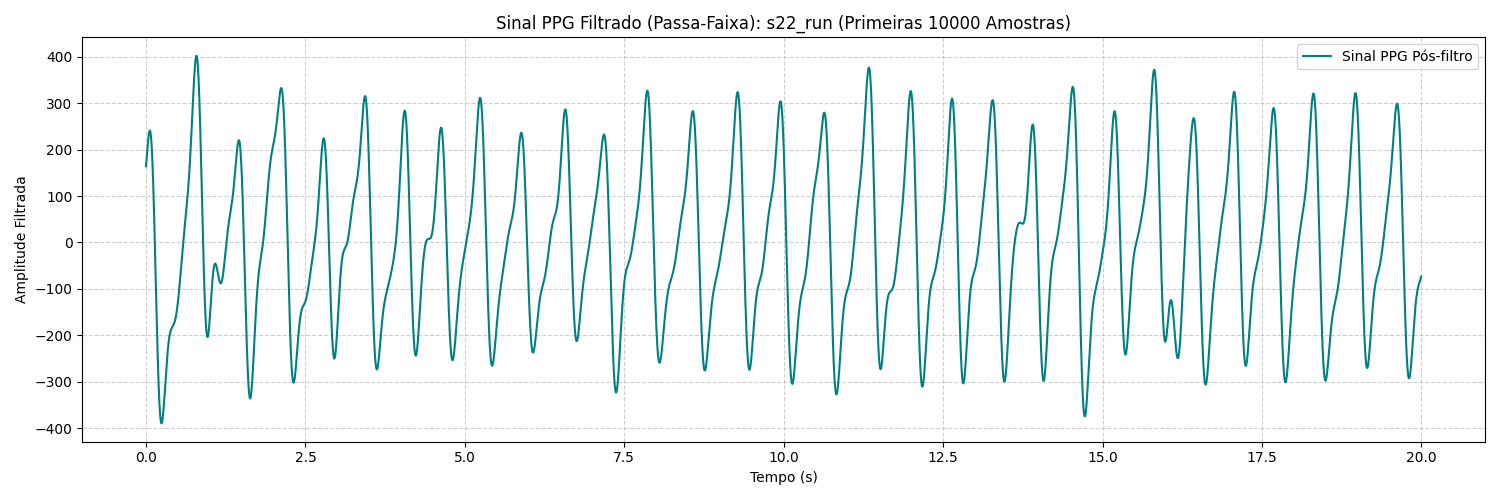 Sinal PPG Filtrado (Passa-Faixa): s22_run (Primeiras 10000 Amostras)
Sinal PPG Pós-filtro
Amplitude Filtrada
400
300
200
100
0
−100
−200
−300
−400
0.0 2.5 5.0 7.5 10.0 12.5 15.0 17.5 20.0
Tempo (s)